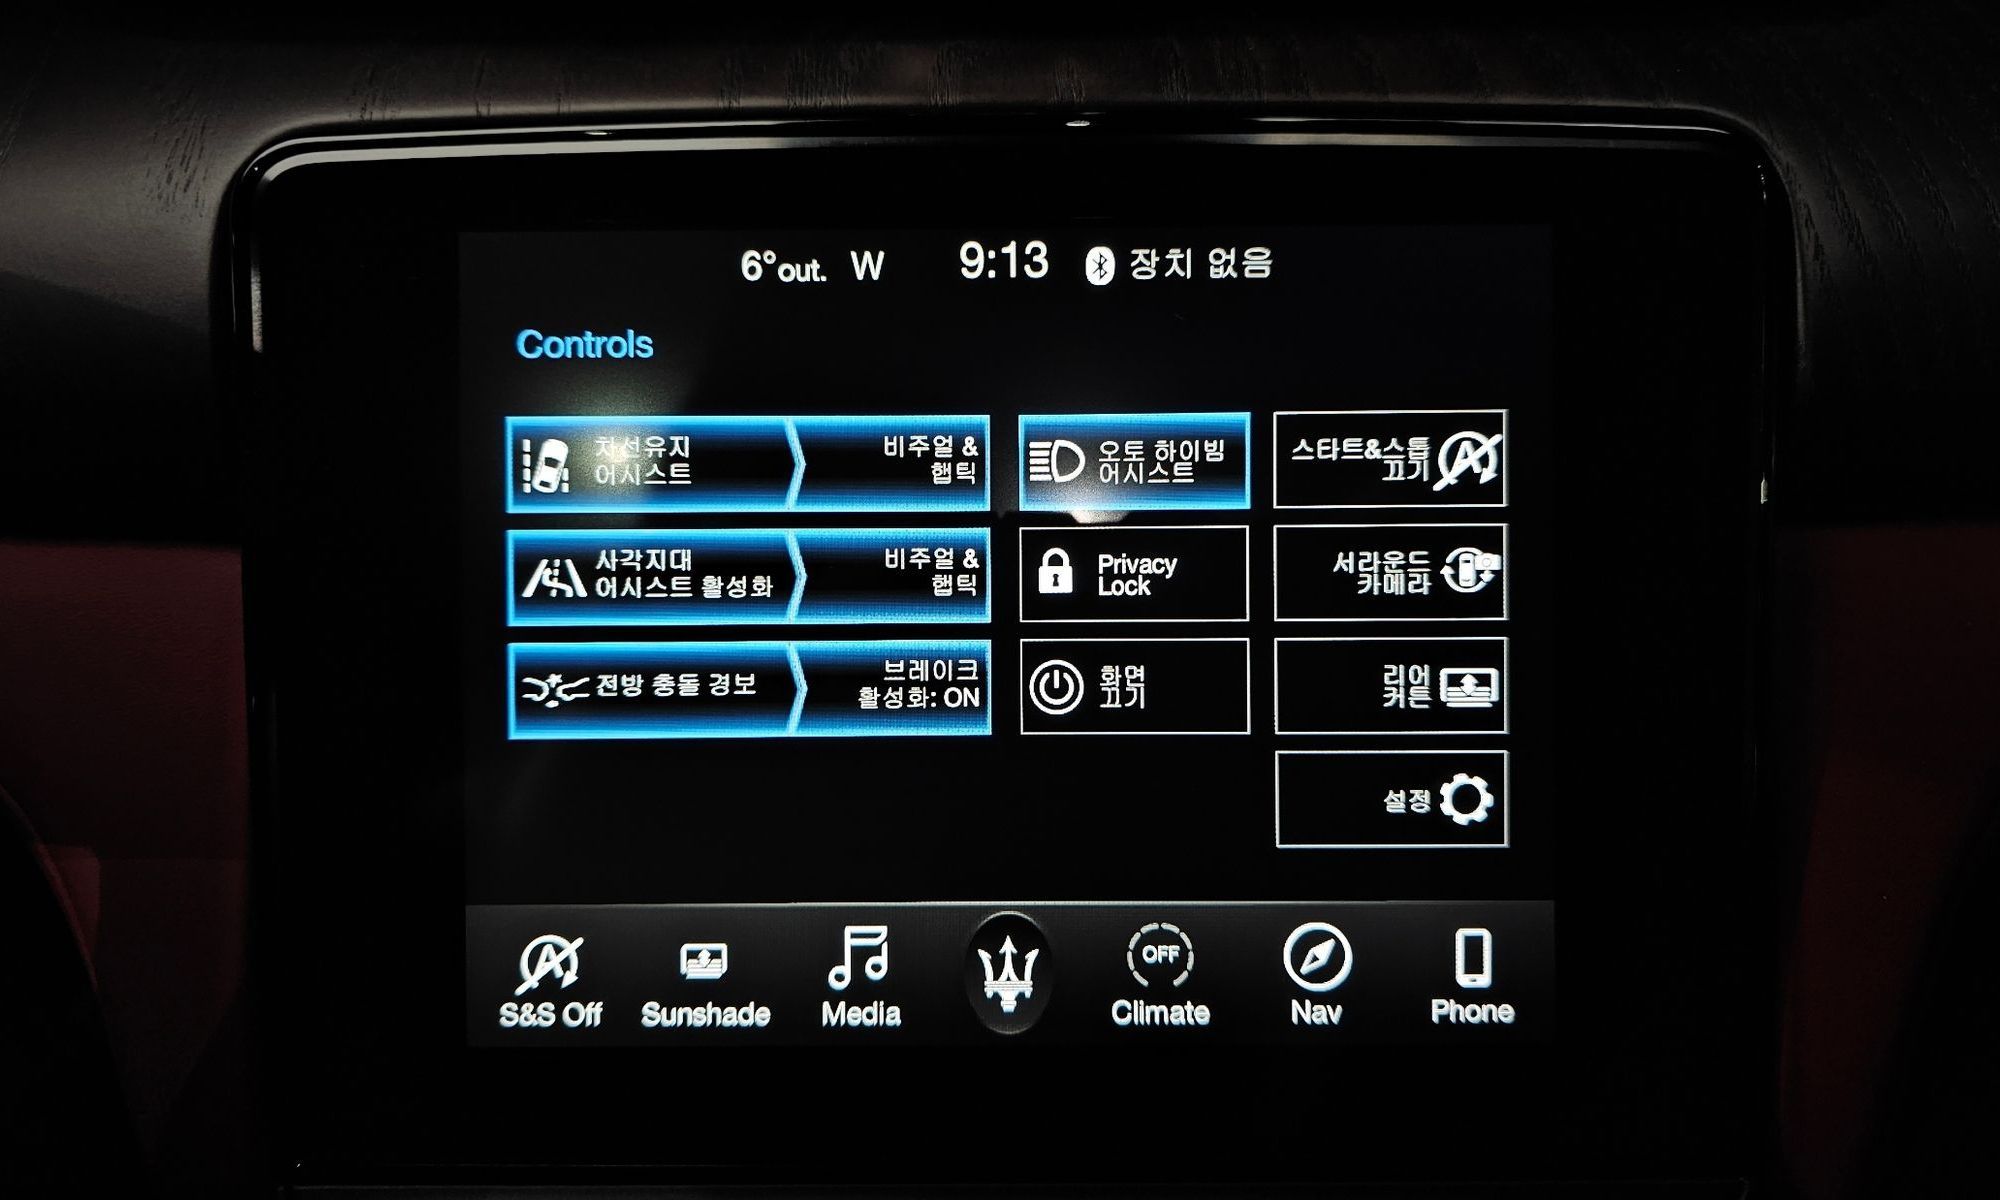 6°out. W 9:13 장치 없음
Controls
차선유지
어시스트
비주얼 &
햅틱
오토 하이빔
어시스트
스타트&스톱
끄기
사각지대
어시스트 활성화
비주얼 &
햅틱
Privacy
Lock
서라운드
카메라
전방 충돌 경보
브레이크
활성화: ON
화면
끄기
리어
커튼
설정
OFF
S&S Off Sunshade Media Climate Nav Phone